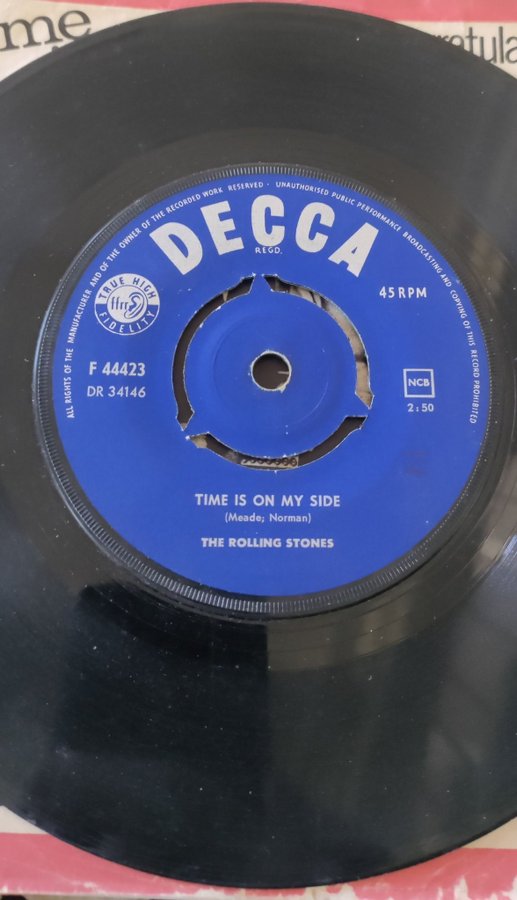 me
ratula
ALL RIGHTS OF THE MANUFACTURER AND OF THE OWNER OF THE RECORDED WORK RESERVED · UNAUTHORISED PUBLIC PERFORMANCE BROADCASTING AND COPYING OF THIS RECORD PROHIBITED
DECCA
REGD.
TRUE HIGH
ffrr
FIDELITY
45 RPM
F 44423
DR 34146
NCB
2:50
TIME IS ON MY SIDE
(Meade; Norman)
THE ROLLING STONES